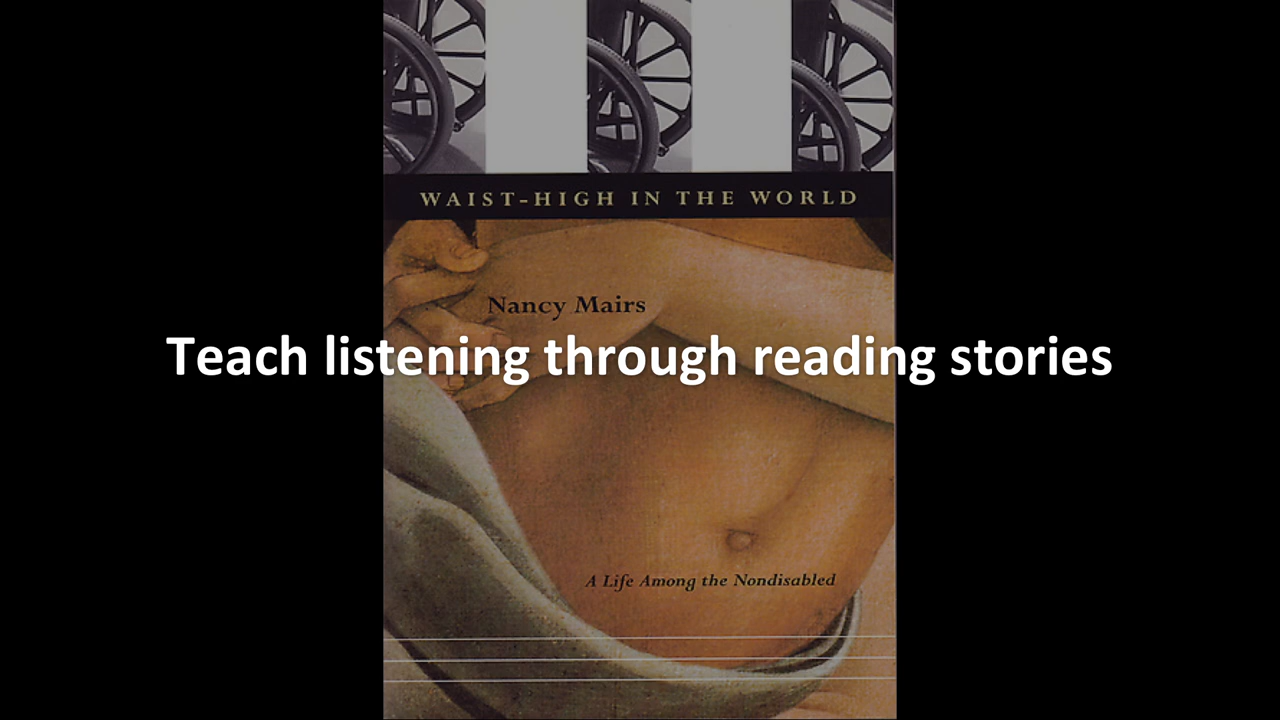 WAIST-HIGH IN THE WORLD
Nancy Mairs
Teach listening through reading stories
A Life Among the Nondisabled